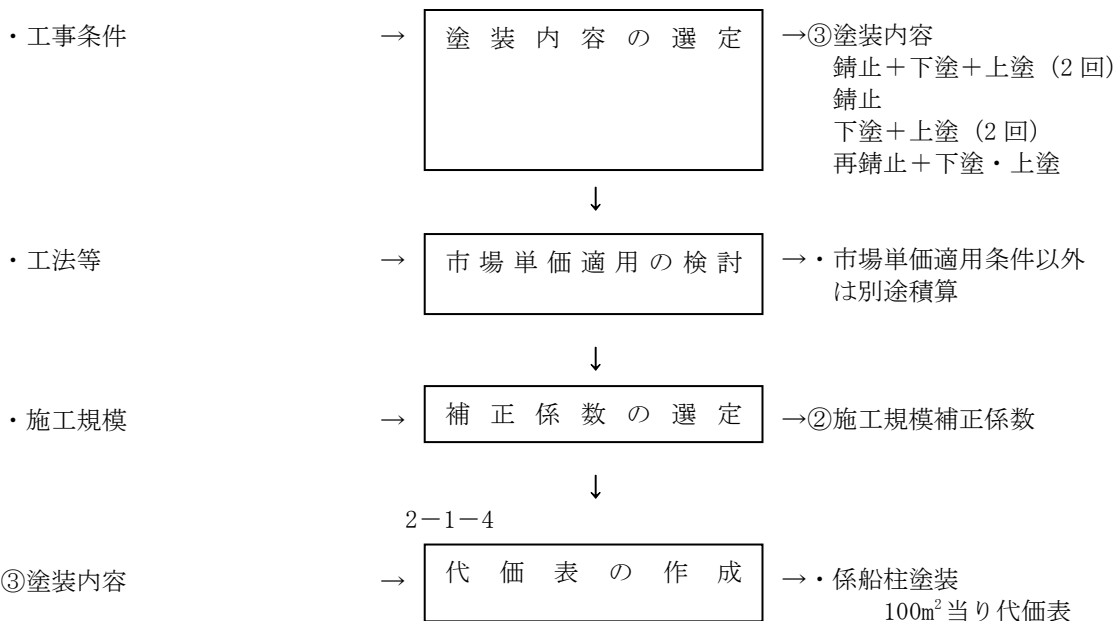 ・工事条件 → 塗装内容の選定 →③塗装内容
錆止＋下塗＋上塗（2回）
錆止
下塗＋上塗（2回）
再錆止＋下塗・上塗
↓
・工法等 → 市場単価適用の検討 →・市場単価適用条件以外
は別途積算
↓
・施工規模 → 補正係数の選定 →②施工規模補正係数
↓
2－1－4
③塗装内容 → 代価表の作成 →・係船柱塗装
100m²当り代価表